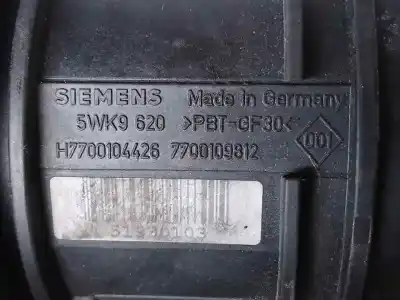 SIEMENS Made in Germany
5WK9 620 >PBT-GF30<
H7700104426 7700109812 001